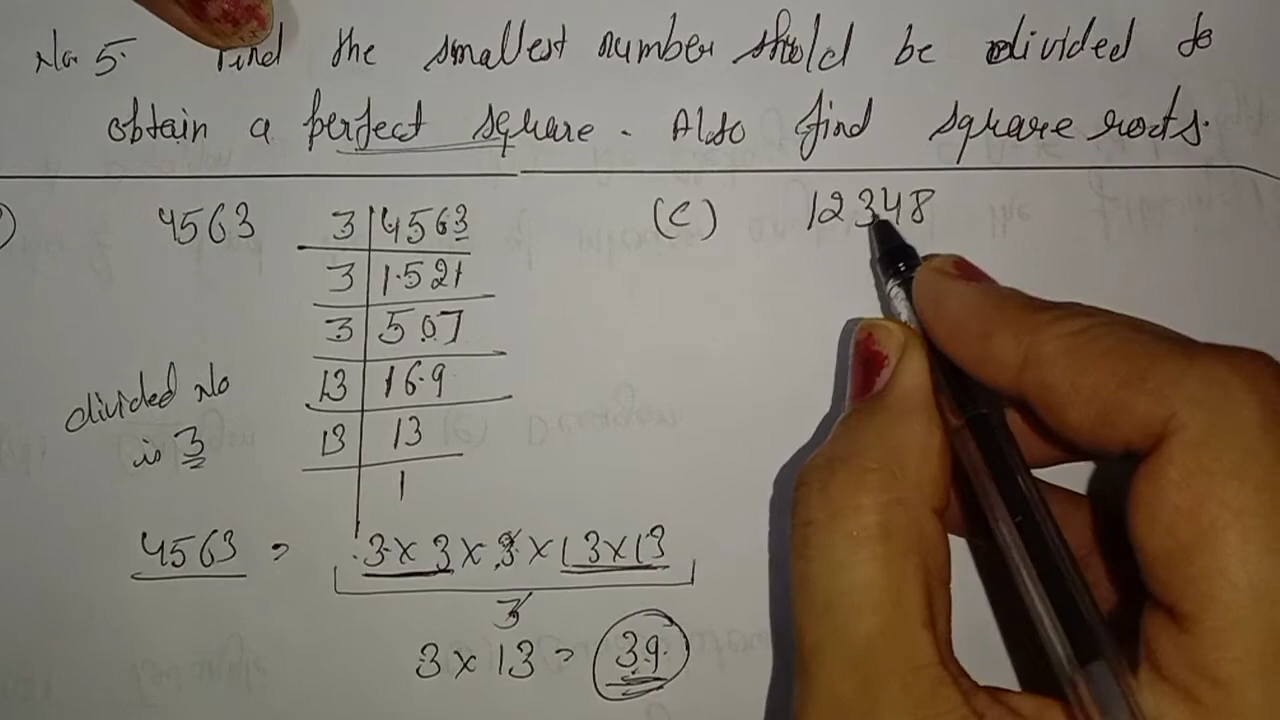 No. 5. Find the smallest number shold be divided to
obtain a perfect square. Also find square roots.
) 4563
3 | 4563
3 | 1521
3 | 507
13 | 169
13 | 13
1
divided No
is 3
4563 = 3 x 3 x 3 x 13 x 13
3
3 x 13 = 39
(C) 12348